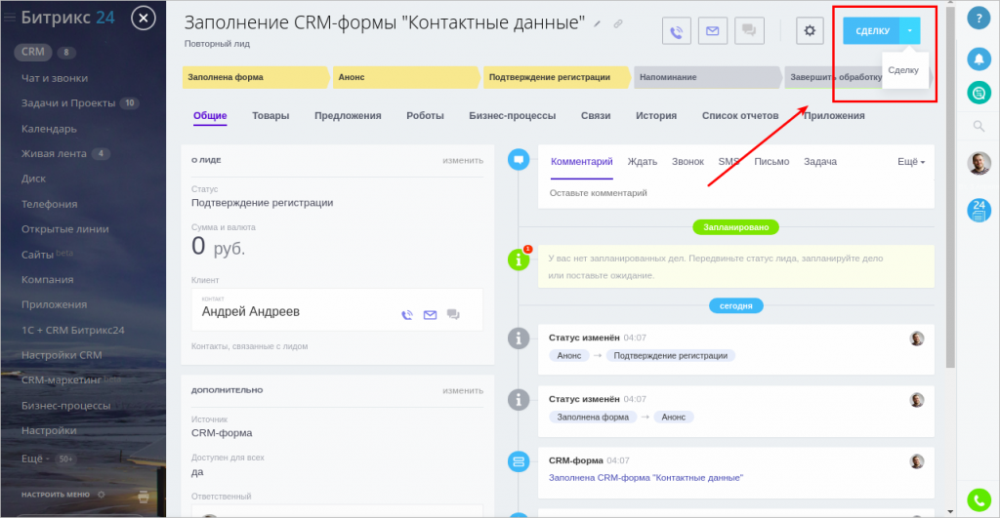 Битрикс 24
CRM 8
Чат и звонки
Задачи и Проекты 10
Календарь
Живая лента 4
Диск
Телефония
Открытые линии
Сайты beta
Компания
Приложения
1С + CRM Битрикс24
Настройки CRM
CRM-маркетинг beta
Бизнес-процессы
Настройки
Ещё - 50+
НАСТРОИТЬ МЕНЮ
Заполнение CRM-формы "Контактные данные"
Повторный лид
СДЕЛКУ
Сделку
Заполнена форма
Анонс
Подтверждение регистрации
Напоминание
Завершить обработку
Общие Товары Предложения Роботы Бизнес-процессы Связи История Список отчетов Приложения
О ЛИДЕ изменить
Статус
Подтверждение регистрации
Сумма и валюта
0 руб.
Клиент
КОНТАКТ
Андрей Андреев
Контакты, связанные с лидом
ДОПОЛНИТЕЛЬНО изменить
Источник
CRM-форма
Доступен для всех
да
Ответственный
Комментарий Ждать Звонок SMS Письмо Задача Ещё
Оставьте комментарий
Запланировано
1
У вас нет запланированных дел. Передвиньте статус лида, запланируйте дело
или поставьте ожидание.
сегодня
Статус изменён 04:07
Анонс → Подтверждение регистрации
Статус изменён 04:07
Заполнена форма → Анонс
CRM-форма 04:07
Заполнена CRM-форма "Контактные данные"
?
24